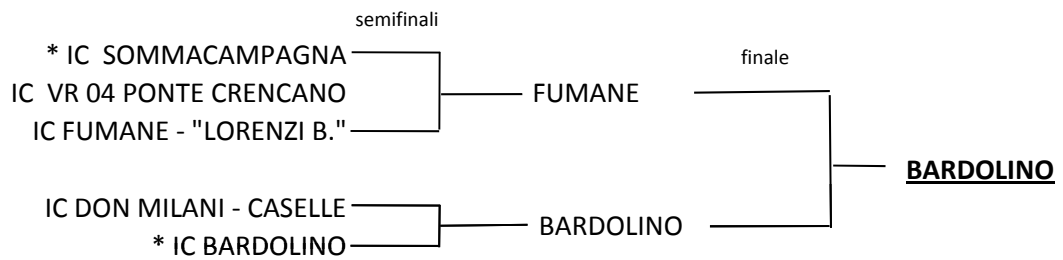 semifinali
* IC SOMMACAMPAGNA
finale
IC VR 04 PONTE CRENCANO
FUMANE
IC FUMANE - "LORENZI B."
BARDOLINO
IC DON MILANI - CASELLE
BARDOLINO
* IC BARDOLINO